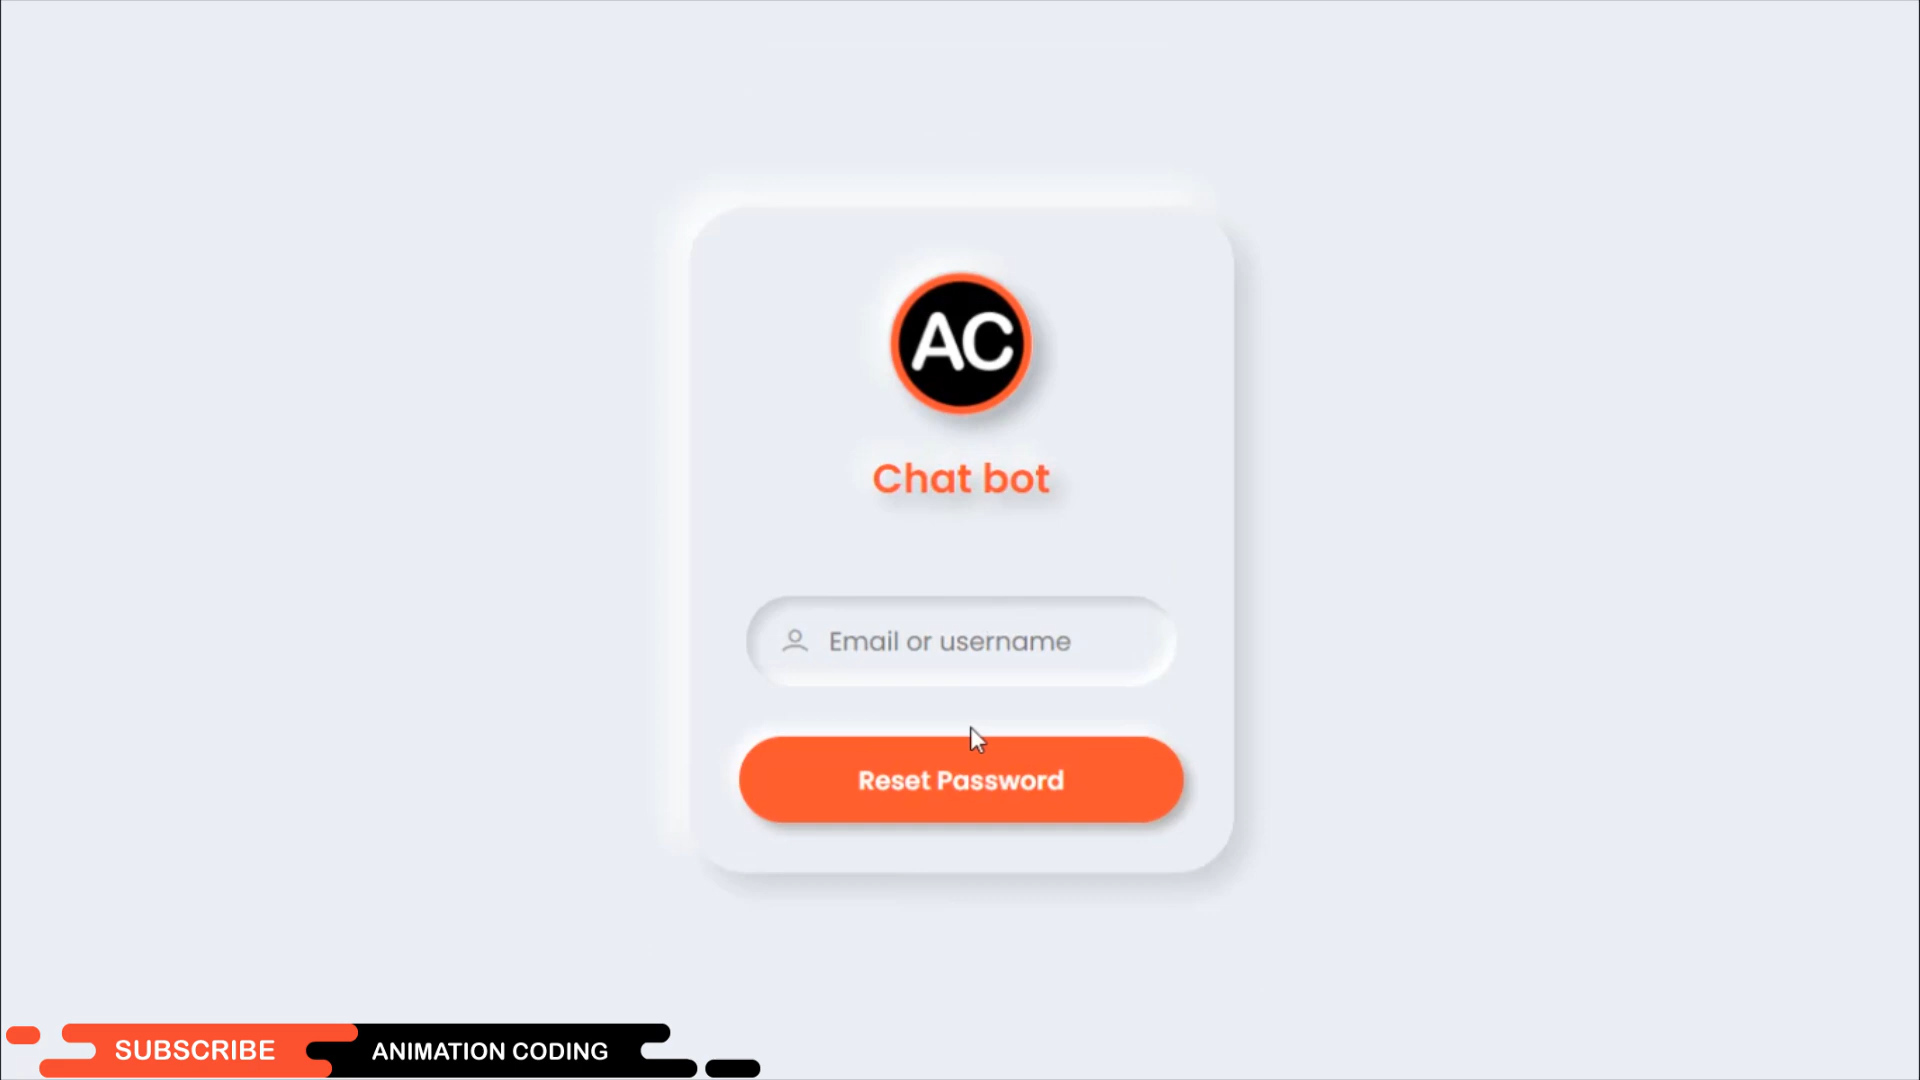 AC
Chat bot
Email or username
Reset Password
SUBSCRIBE
ANIMATION CODING